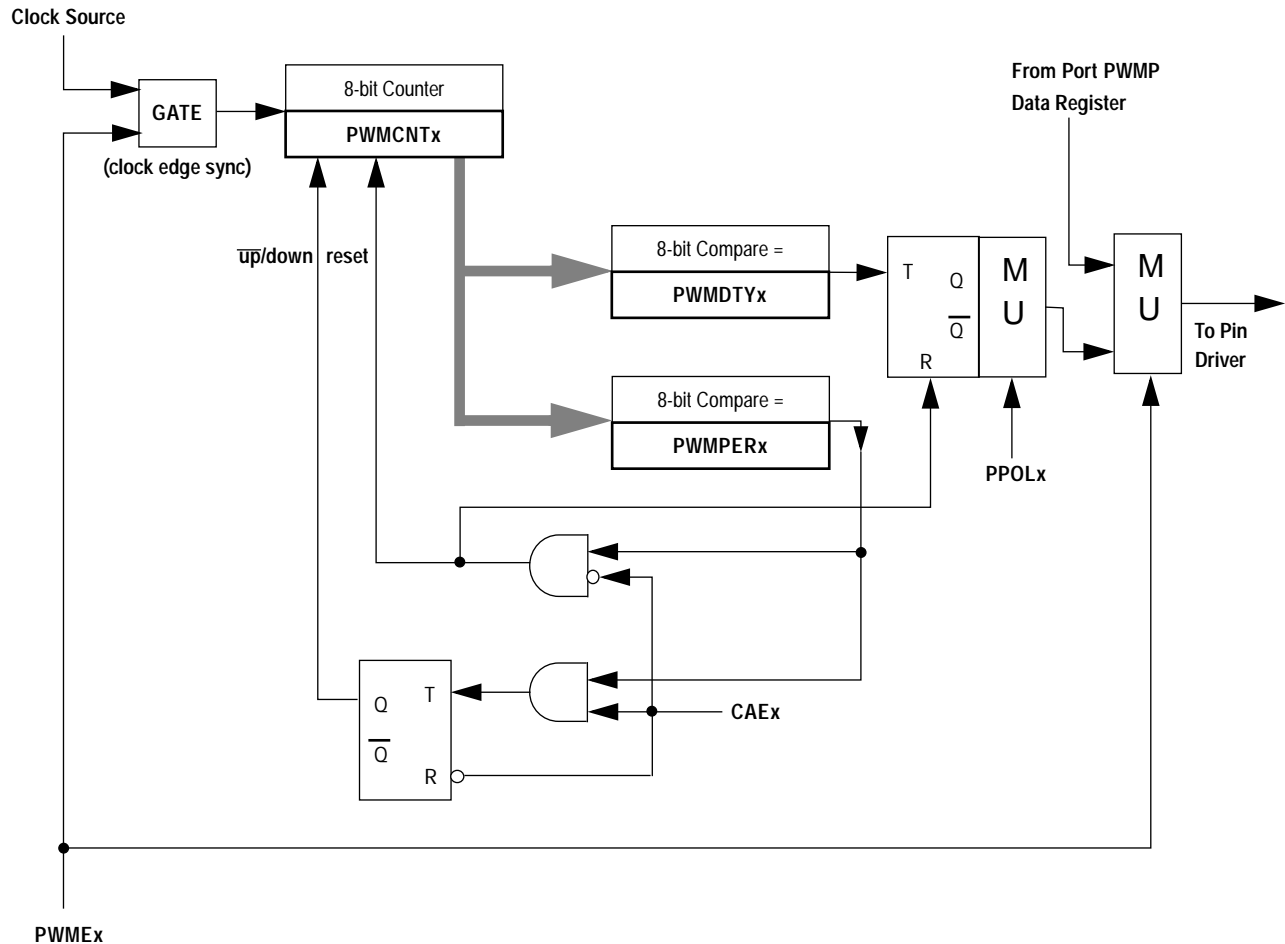 Clock Source
From Port PWMP
Data Register
8-bit Counter
GATE
PWMCNTx
(clock edge sync)
up/down reset
8-bit Compare =
PWMDTYx
T
Q
Q
R
M
U
M
U
To Pin
Driver
8-bit Compare =
PWMPERx
PPOLx
Q
T
Q
R
CAEx
PWMEx